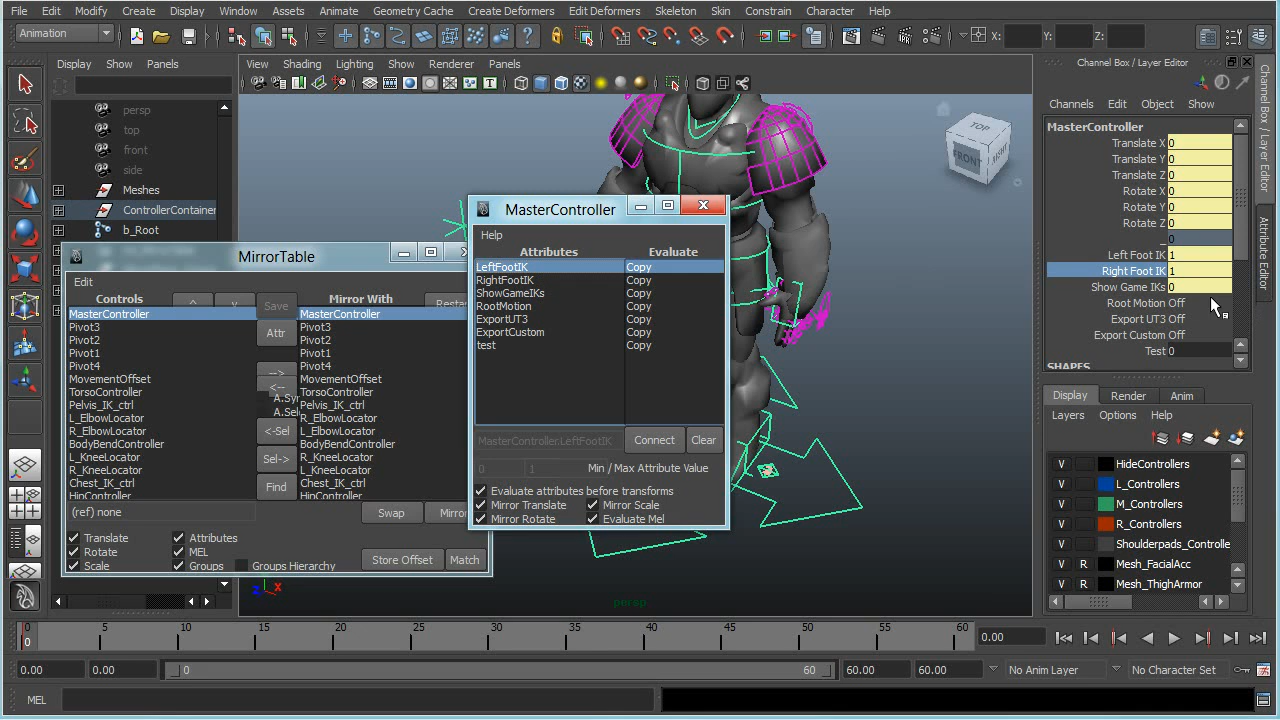 File Edit Modify Create Display Window Assets Animate Geometry Cache Create Deformers Edit Deformers Skeleton Skin Constrain Character Help
Animation
X: Y: Z:
Display Show Panels
View Shading Lighting Show Renderer Panels
Channel Box / Layer Editor
Channels Edit Object Show
Channel Box / Layer Editor
Attribute Editor
persp
top
front
side
Meshes
ControllerContainer
b_Root
TOP
FRONT
RIGHT
MasterController
Translate X 0
Translate Y 0
Translate Z 0
Rotate X 0
Rotate Y 0
Rotate Z 0
_ 0
Left Foot IK 1
Right Foot IK 1
Show Game IKs 0
Root Motion Off
ExportUT3 Off
Export Custom Off
Test 0
SHAPES
MirrorTable
Edit
Controls Mirror With
^ v Save
Attr
-->
<--
<-Sel
Sel->
Find
MasterController MasterController
Pivot3 Pivot3
Pivot2 Pivot2
Pivot1 Pivot1
Pivot4 Pivot4
MovementOffset MovementOffset
TorsoController TorsoController
Pelvis_IK_ctrl Pelvis_IK_ctrl
L_ElbowLocator R_ElbowLocator
R_ElbowLocator L_ElbowLocator
BodyBendController BodyBendController
L_KneeLocator R_KneeLocator
R_KneeLocator L_KneeLocator
Chest_IK_ctrl Chest_IK_ctrl
HipController HipController
(ref) none
Swap Mirror
Translate Attributes
Rotate MEL
Scale Groups Groups Hierarchy
Store Offset Match
MasterController
Help
Attributes Evaluate
LeftFootIK Copy
RightFootIK Copy
ShowGameIKs Copy
RootMotion Copy
ExportUT3 Copy
ExportCustom Copy
test Copy
MasterController.LeftFootIK Connect Clear
0 1 Min / Max Attribute Value
Evaluate attributes before transforms
Mirror Translate Mirror Scale
Mirror Rotate Evaluate Mel
Z X
persp
Display Render Anim
Layers Options Help
V HideControllers
V L_Controllers
V M_Controllers
V R_Controllers
V Shoulderpads_Controlle
V R Mesh_FacialAcc
V R Mesh_ThighArmor
0 5 10 15 20 25 30 35 40 45 50 55 60
0
0.00
0.00 0.00 0 60 60.00 60.00 No Anim Layer No Character Set
MEL